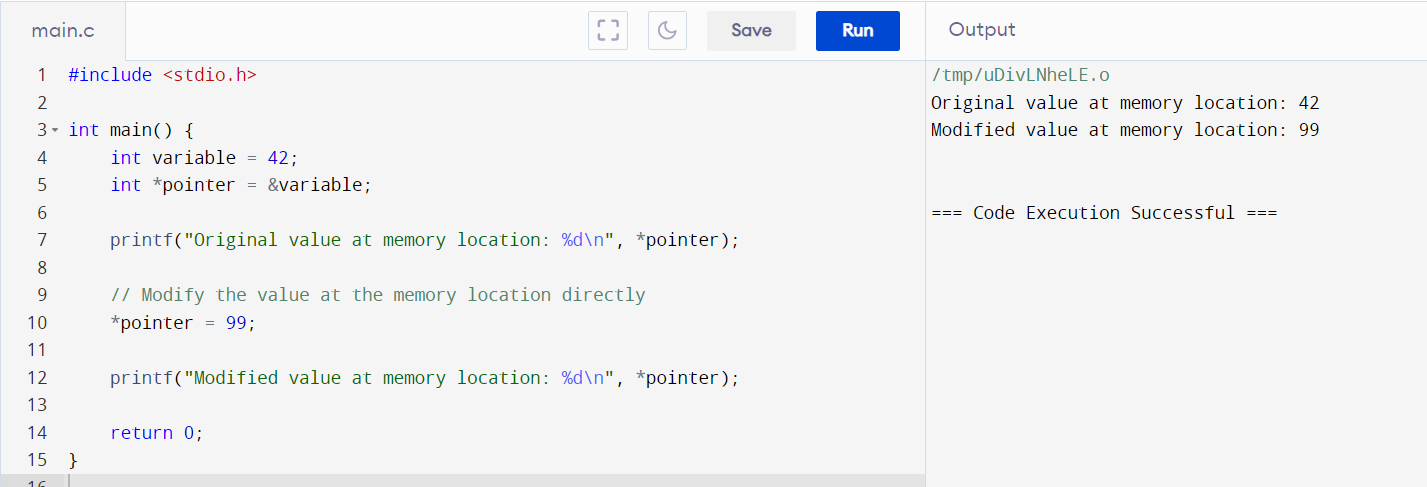 main.c
Save
Run
Output
1 #include <stdio.h>
2
3 int main() {
4     int variable = 42;
5     int *pointer = &variable;
6
7     printf("Original value at memory location: %d\n", *pointer);
8
9     // Modify the value at the memory location directly
10     *pointer = 99;
11
12     printf("Modified value at memory location: %d\n", *pointer);
13
14     return 0;
15 }
16
/tmp/uDivLNheLE.o
Original value at memory location: 42
Modified value at memory location: 99
=== Code Execution Successful ===